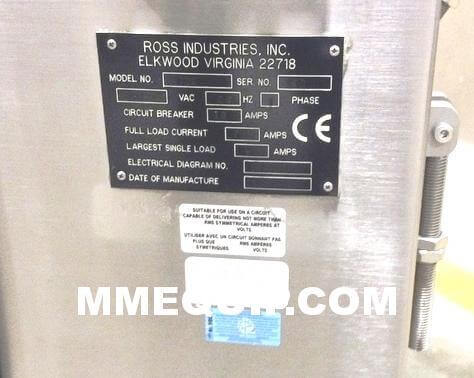 ROSS INDUSTRIES, INC.
ELKWOOD VIRGINIA 22718
MODEL NO. SER. NO.
VAC HZ PHASE
CIRCUIT BREAKER AMPS
FULL LOAD CURRENT AMPS
LARGEST SINGLE LOAD AMPS
ELECTRICAL DIAGRAM NO.
DATE OF MANUFACTURE
CE
SUITABLE FOR USE ON A CIRCUIT
CAPABLE OF DELIVERING NOT MORE THAN
RMS SYMMETRICAL AMPERES AT
VOLTS
UTILISER AVEC UN CIRCUIT DONNANT PAS
PLUS QUE RMS AMPERES
SYMETRIQUES VOLTS
MMEQUIP.COM